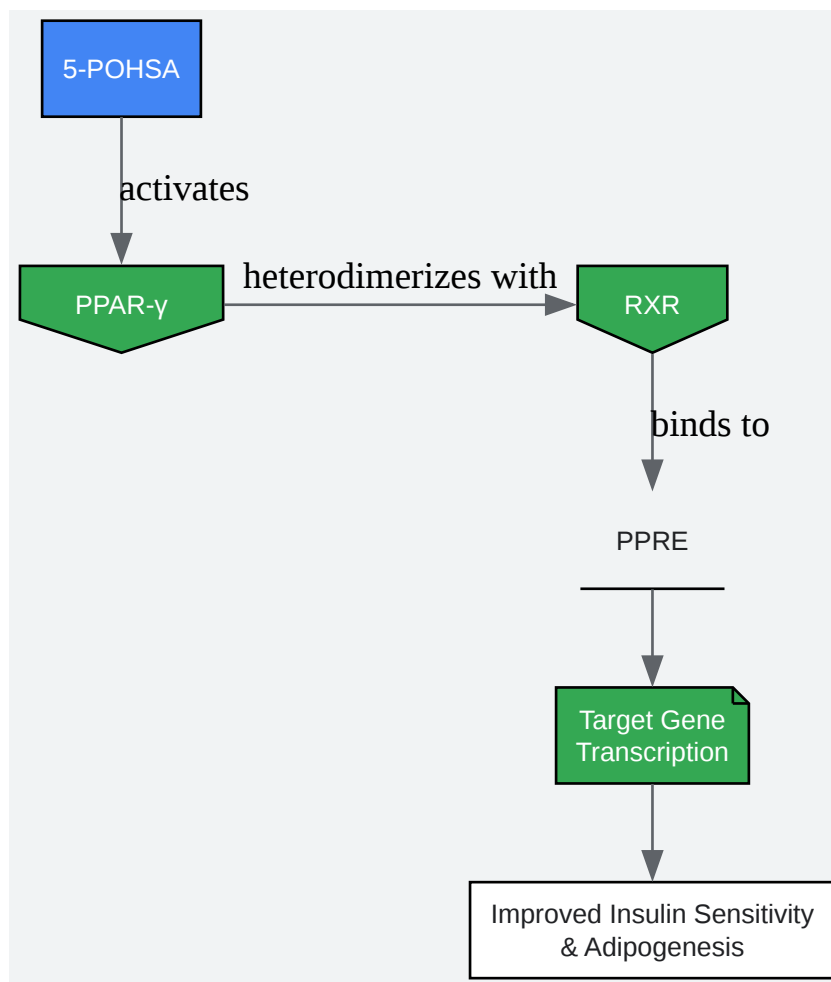 5-POHSA
activates
heterodimerizes with
PPAR-γ
RXR
binds to
PPRE
Target Gene
Transcription
Improved Insulin Sensitivity
& Adipogenesis